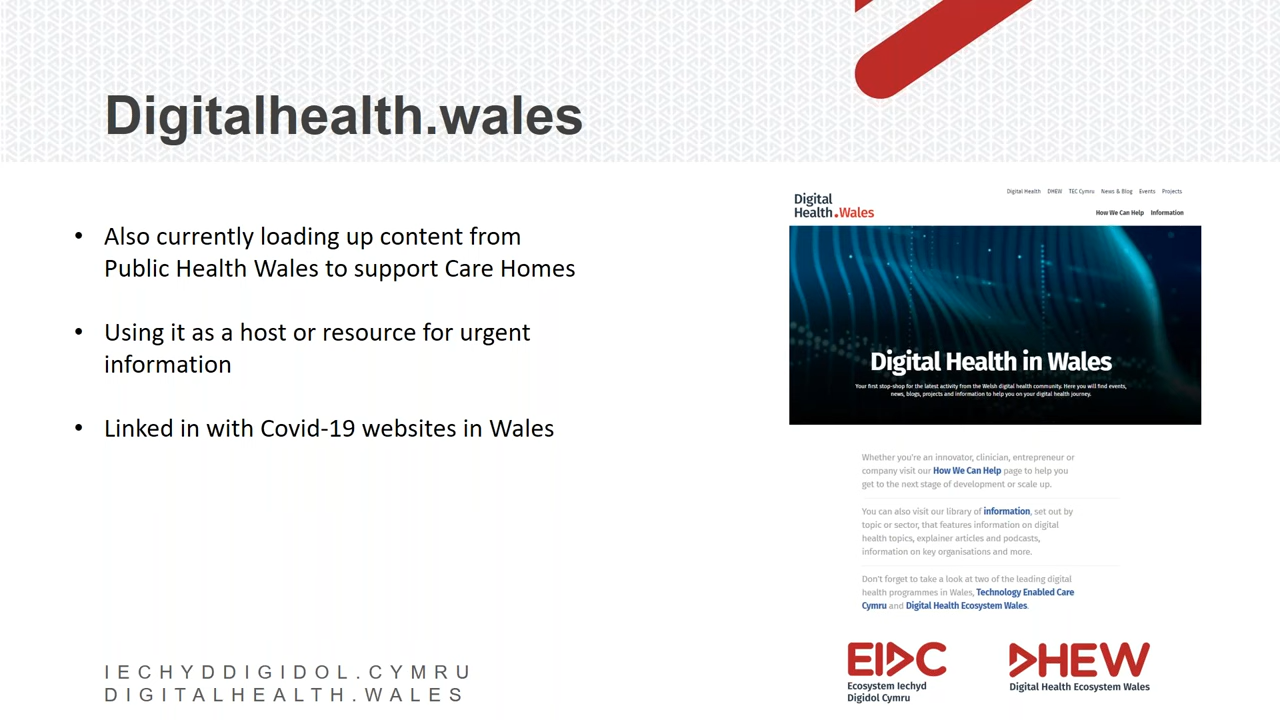 Digitalhealth.wales
• Also currently loading up content from
Public Health Wales to support Care Homes
• Using it as a host or resource for urgent
information
• Linked in with Covid-19 websites in Wales
IECHYDDIGIDOL.CYMRU
DIGITALHEALTH.WALES
Digital
Health.Wales
Digital Health DHEW TEC Cymru News & Blog Events Projects
How We Can Help Information
Digital Health in Wales
Your first stop-shop for the latest activity from the Welsh digital health community. Here you will find events,
news, blogs, projects and information to help you on your digital health journey.
Whether you're an innovator, clinician, entrepreneur or
company visit our How We Can Help page to help you
get to the next stage of development or scale up.
You can also visit our library of information, set out by
topic or sector, that features information on digital
health topics, explainer articles and podcasts,
information on key organisations and more.
Don't forget to take a look at two of the leading digital
health programmes in Wales, Technology Enabled Care
Cymru and Digital Health Ecosystem Wales.
EIDC
Ecosystem Iechyd
Digidol Cymru
DHEW
Digital Health Ecosystem Wales